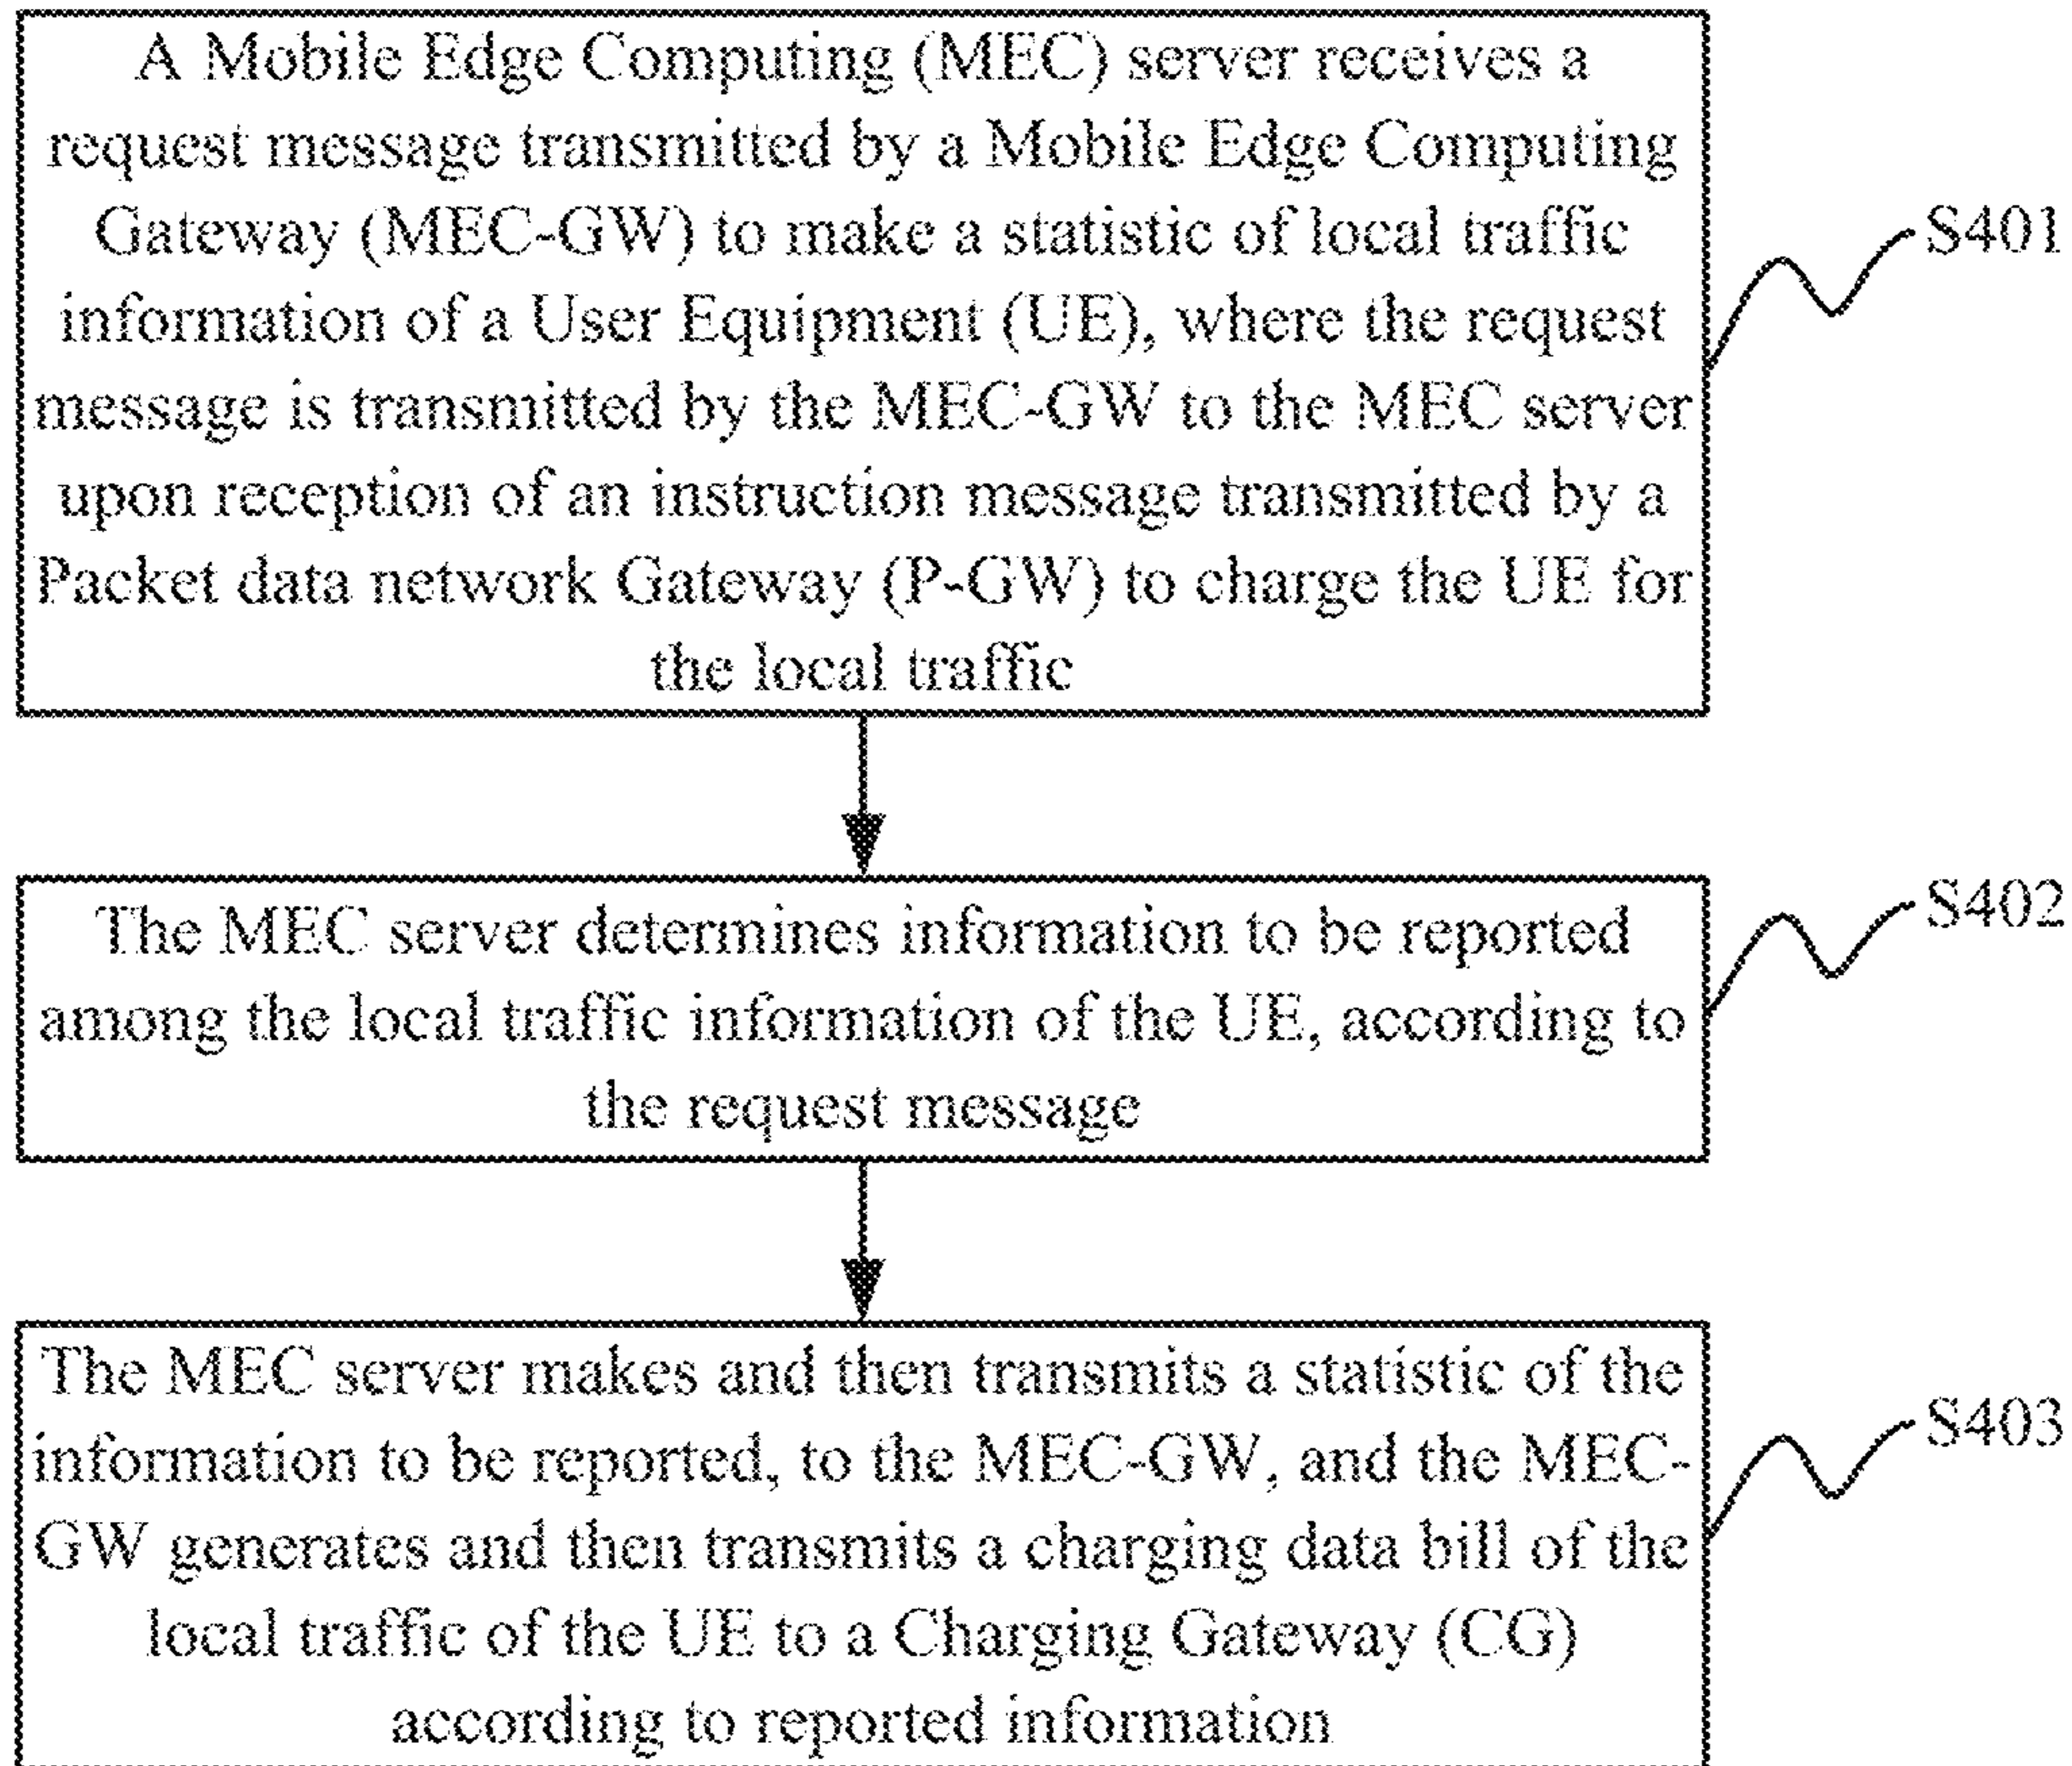 A Mobile Edge Computing (MEC) server receives a
request message transmitted by a Mobile Edge Computing
Gateway (MEC-GW) to make a statistic of local traffic
information of a User Equipment (UE), where the request
message is transmitted by the MEC-GW to the MEC server
upon reception of an instruction message transmitted by a
Packet data network Gateway (P-GW) to charge the UE for
the local traffic
S401
The MEC server determines information to be reported
among the local traffic information of the UE, according to
the request message
S402
The MEC server makes and then transmits a statistic of the
information to be reported, to the MEC-GW, and the MEC-
GW generates and then transmits a charging data bill of the
local traffic of the UE to a Charging Gateway (CG)
according to reported information
S403